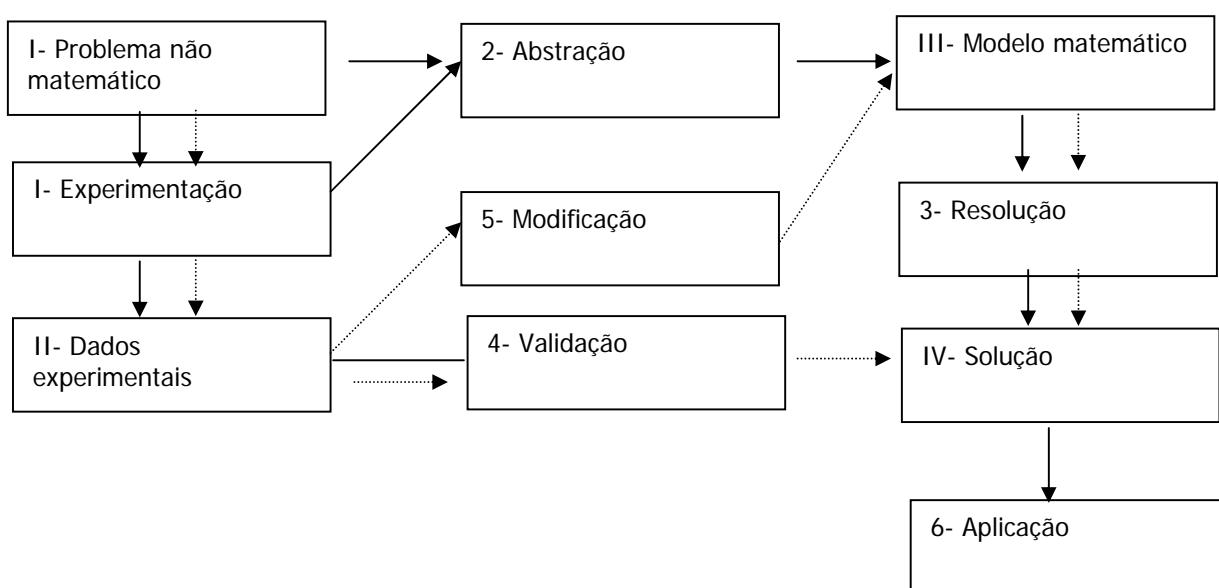 I- Problema não
matemático
2- Abstração
III- Modelo matemático
I- Experimentação
5- Modificação
3- Resolução
II- Dados
experimentais
4- Validação
IV- Solução
6- Aplicação